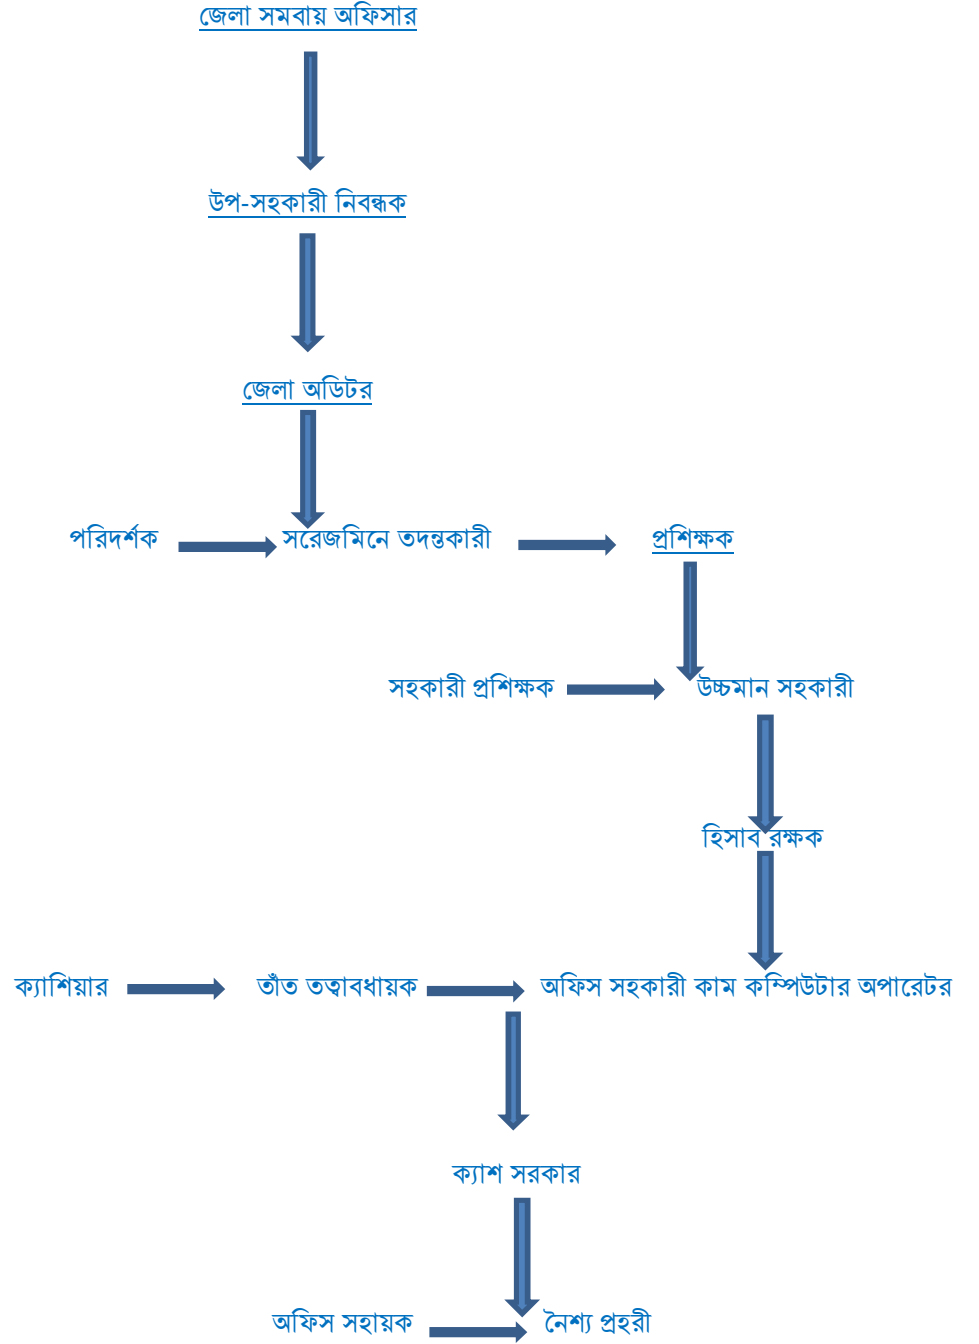 জেলা সমবায় অফিসার
উপ-সহকারী নিবন্ধক
জেলা অডিটর
পরিদর্শক সরেজমিনে তদন্তকারী প্রশিক্ষক
সহকারী প্রশিক্ষক উচ্চমান সহকারী
হিসাব রক্ষক
ক্যাশিয়ার তাঁত তত্বাবধায়ক অফিস সহকারী কাম কম্পিউটার অপারেটর
ক্যাশ সরকার
অফিস সহায়ক নৈশ্য প্রহরী